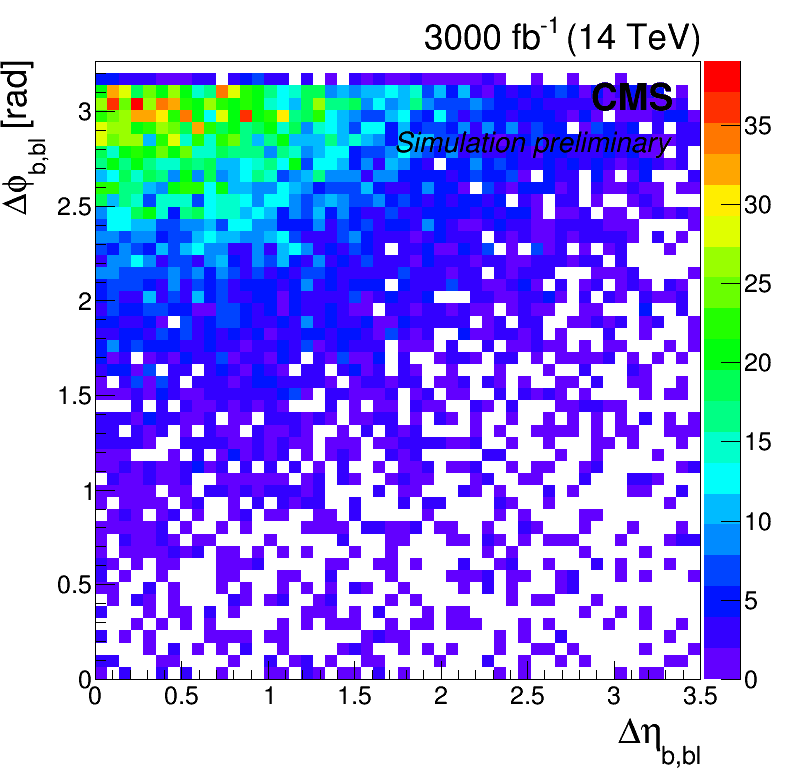 3000 fb-1 (14 TeV)
CMS
Simulation preliminary
Δϕb,bl [rad]
3
2.5
2
1.5
1
0.5
0
0 0.5 1 1.5 2 2.5 3 3.5
Δηb,bl
35
30
25
20
15
10
5
0